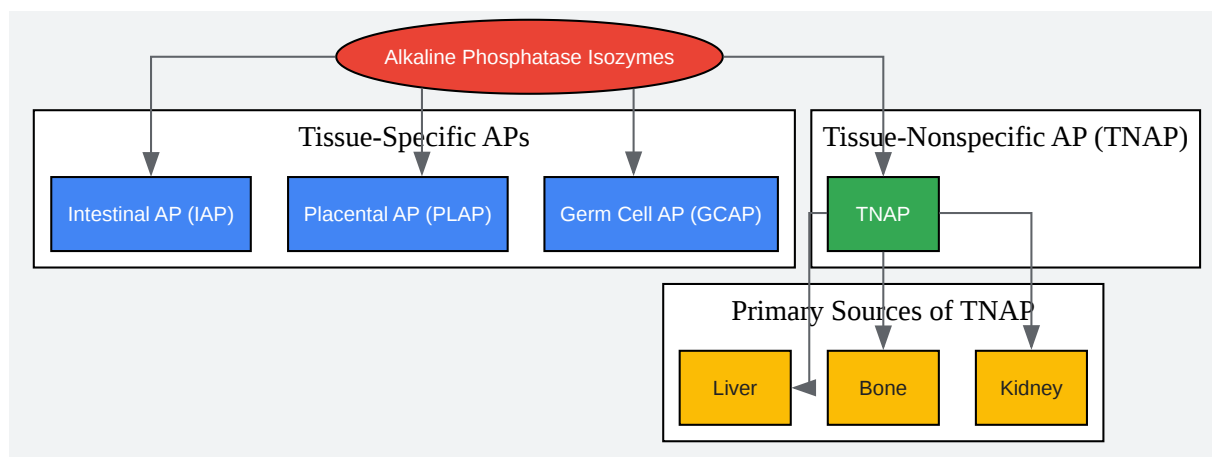 Alkaline Phosphatase Isozymes
Tissue-Specific APs
Tissue-Nonspecific AP (TNAP)
Intestinal AP (IAP)
Placental AP (PLAP)
Germ Cell AP (GCAP)
TNAP
Primary Sources of TNAP
Liver
Bone
Kidney